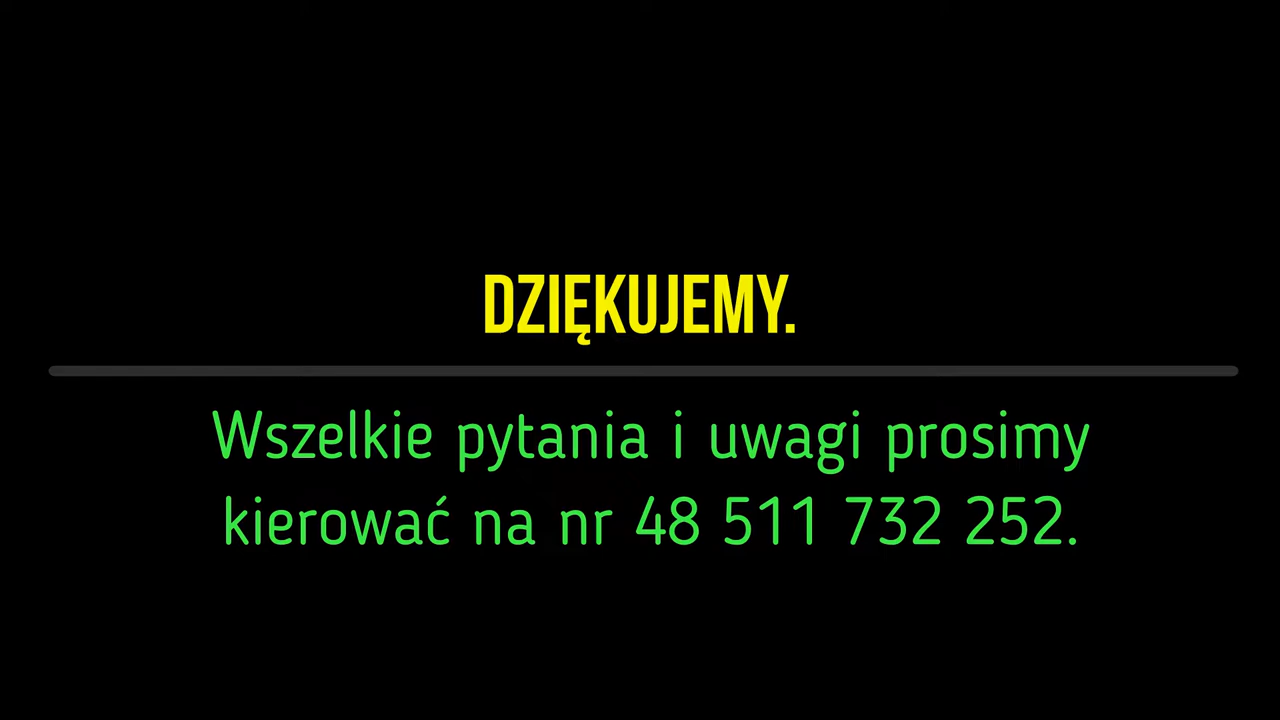 DZIĘKUJEMY.
Wszelkie pytania i uwagi prosimy
kierować na nr 48 511 732 252.